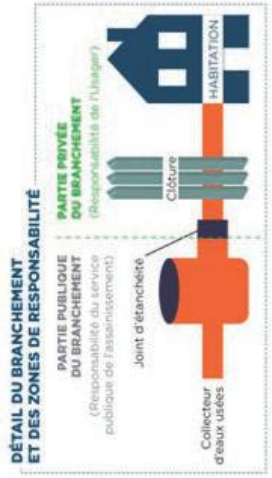 DÉTAIL DU BRANCHEMENT
ET DES ZONES DE RESPONSABILITÉ
PARTIE PUBLIQUE
DU BRANCHEMENT
(Responsabilité du service
publique de l'assainissement)
PARTIE PRIVÉE
DU BRANCHEMENT
(Responsabilité de l'Usager)
Joint d'étanchéité
Clôture
HABITATION
Collecteur
d'eaux usées